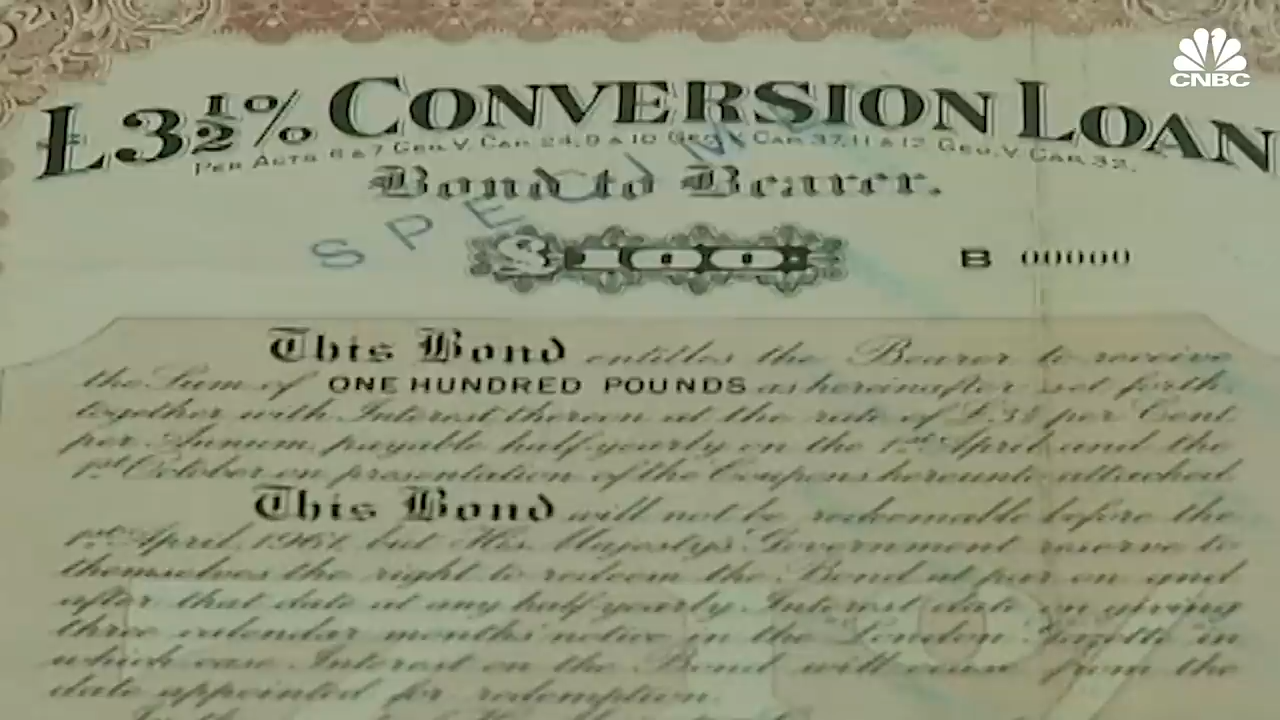 CNBC
£3½% CONVERSION LOAN
PER ACTS 6 & 7 GEO. V. CAP. 24, 9 & 10 GEO. V. CAP. 37, 11 & 12 GEO. V CAP. 32.
Bond to Bearer.
SPECIMEN
£100:
B 00000
This Bond entitles the Bearer to receive
the Sum of ONE HUNDRED POUNDS as hereinafter set forth,
together with Interest thereon at the rate of £3½ per Cent.
per Annum, payable half-yearly on the 1st April and the
1st October on presentation of the Coupons hereunto attached.
This Bond will not be redeemable before the
1st April, 1961, but His Majesty's Government reserve to
themselves the right to redeem the Bond at par on and
after that date at any half-yearly Interest date on giving
three calendar months' notice in the London Gazette in
which case Interest on the Bond will cease from the
date appointed for redemption.